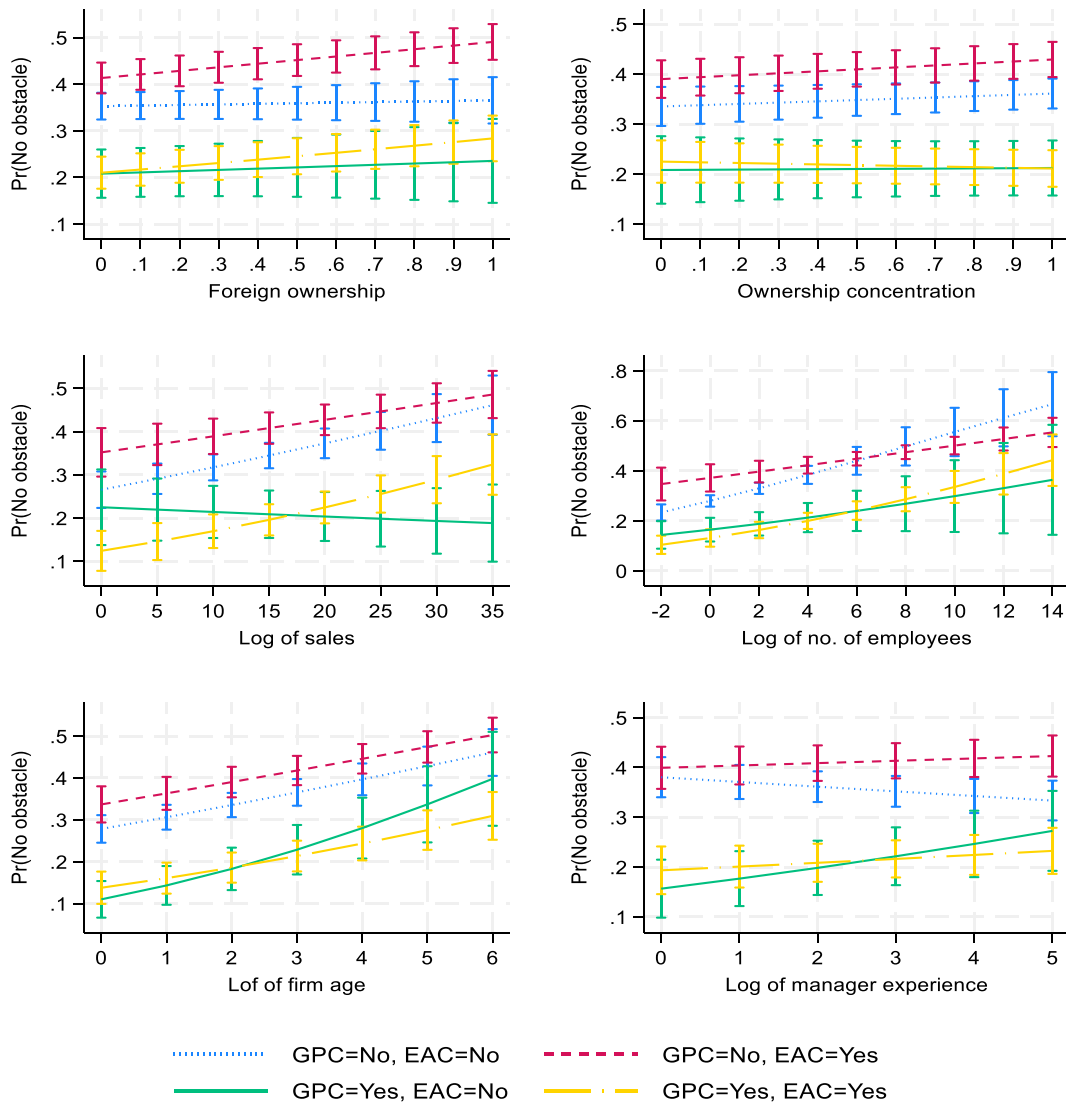 Pr(No obstacle)
.5
.4
.3
.2
.1
0 .1 .2 .3 .4 .5 .6 .7 .8 .9 1
Foreign ownership
Pr(No obstacle)
.5
.4
.3
.2
.1
0 .1 .2 .3 .4 .5 .6 .7 .8 .9 1
Ownership concentration
Pr(No obstacle)
.5
.4
.3
.2
.1
0 5 10 15 20 25 30 35
Log of sales
Pr(No obstacle)
.8
.6
.4
.2
0
-2 0 2 4 6 8 10 12 14
Log of no. of employees
Pr(No obstacle)
.5
.4
.3
.2
.1
0 1 2 3 4 5 6
Lof of firm age
Pr(No obstacle)
.5
.4
.3
.2
.1
0 1 2 3 4 5
Log of manager experience
GPC=No, EAC=No
GPC=No, EAC=Yes
GPC=Yes, EAC=No
GPC=Yes, EAC=Yes